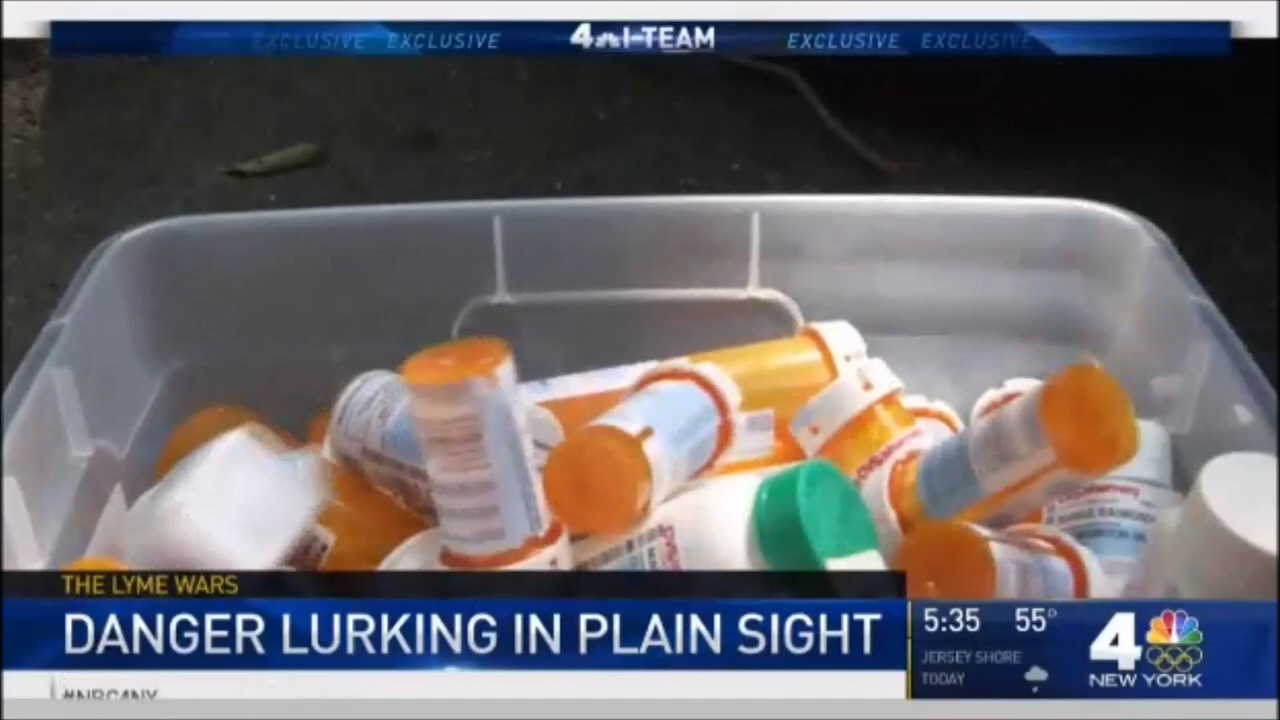 EXCLUSIVE EXCLUSIVE 4 I-TEAM EXCLUSIVE EXCLUSIVE
THE LYME WARS
DANGER LURKING IN PLAIN SIGHT
5:35 55°
JERSEY SHORE
TODAY
4
NEW YORK
#NBC4NY